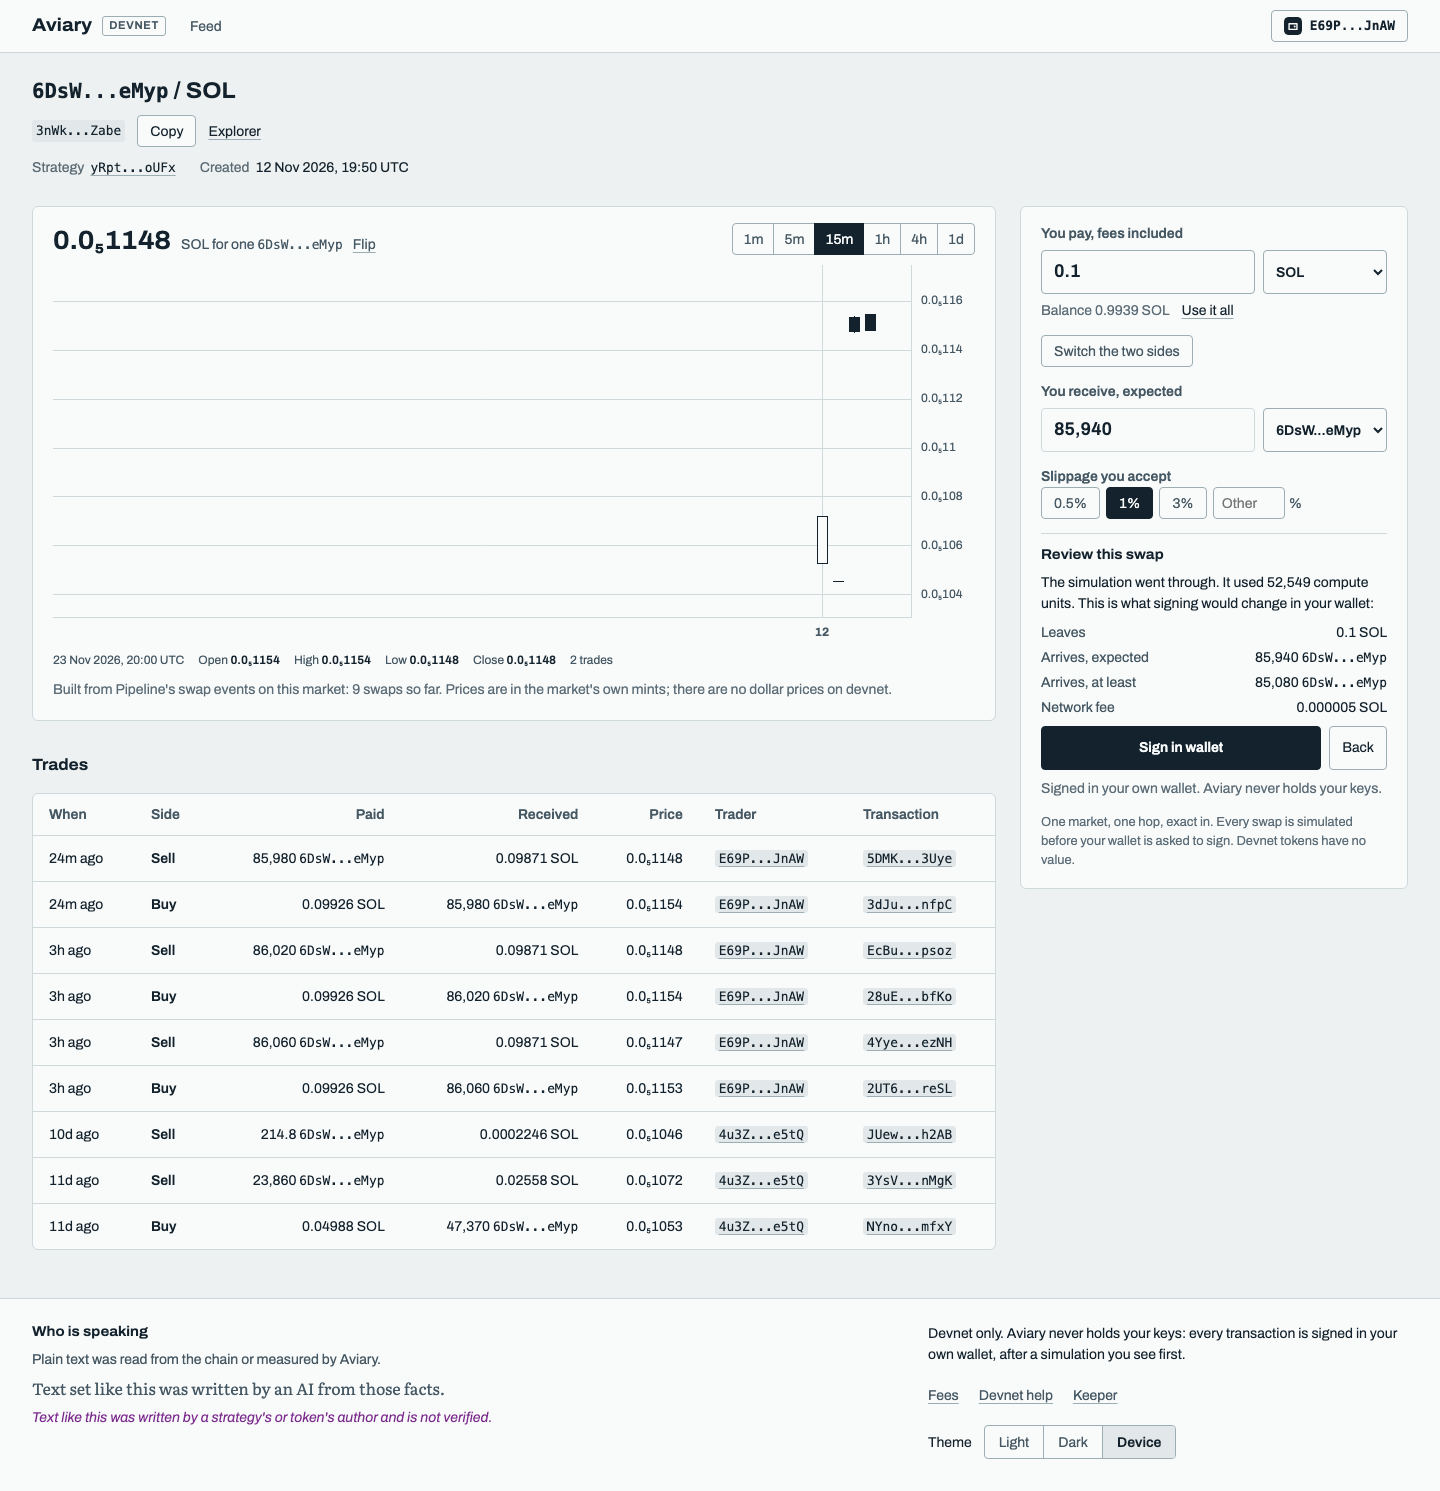 Aviary DEVNET Feed E69P...JnAW
6DsW...eMyp / SOL
3nWk...Zabe Copy Explorer
Strategy yRpt...oUFx Created 12 Nov 2026, 19:50 UTC
0.0₅1148 SOL for one 6DsW...eMyp Flip
1m 5m 15m 1h 4h 1d
0.0₅116
0.0₅114
0.0₅112
0.0₅11
0.0₅108
0.0₅106
0.0₅104
12
23 Nov 2026, 20:00 UTC Open 0.0₅1154 High 0.0₅1154 Low 0.0₅1148 Close 0.0₅1148 2 trades
Built from Pipeline's swap events on this market: 9 swaps so far. Prices are in the market's own mints; there are no dollar prices on devnet.
You pay, fees included
0.1 SOL
Balance 0.9939 SOL Use it all
Switch the two sides
You receive, expected
85,940 6DsW...eMyp
Slippage you accept
0.5% 1% 3% Other %
Review this swap
The simulation went through. It used 52,549 compute
units. This is what signing would change in your wallet:
Leaves 0.1 SOL
Arrives, expected 85,940 6DsW...eMyp
Arrives, at least 85,080 6DsW...eMyp
Network fee 0.000005 SOL
Sign in wallet Back
Signed in your own wallet. Aviary never holds your keys.
One market, one hop, exact in. Every swap is simulated
before your wallet is asked to sign. Devnet tokens have no
value.
Trades
When Side Paid Received Price Trader Transaction
24m ago Sell 85,980 6DsW...eMyp 0.09871 SOL 0.0₅1148 E69P...JnAW 5DMK...3Uye
24m ago Buy 0.09926 SOL 85,980 6DsW...eMyp 0.0₅1154 E69P...JnAW 3dJu...nfpC
3h ago Sell 86,020 6DsW...eMyp 0.09871 SOL 0.0₅1148 E69P...JnAW EcBu...psoz
3h ago Buy 0.09926 SOL 86,020 6DsW...eMyp 0.0₅1154 E69P...JnAW 28uE...bfKo
3h ago Sell 86,060 6DsW...eMyp 0.09871 SOL 0.0₅1147 E69P...JnAW 4Yye...ezNH
3h ago Buy 0.09926 SOL 86,060 6DsW...eMyp 0.0₅1153 E69P...JnAW 2UT6...reSL
10d ago Sell 214.8 6DsW...eMyp 0.0002246 SOL 0.0₅1046 4u3Z...e5tQ JUew...h2AB
11d ago Sell 23,860 6DsW...eMyp 0.02558 SOL 0.0₅1072 4u3Z...e5tQ 3YsV...nMgK
11d ago Buy 0.04988 SOL 47,370 6DsW...eMyp 0.0₅1053 4u3Z...e5tQ NYno...mfxY
Who is speaking
Plain text was read from the chain or measured by Aviary.
Text set like this was written by an AI from those facts.
Text like this was written by a strategy's or token's author and is not verified.
Devnet only. Aviary never holds your keys: every transaction is signed in your
own wallet, after a simulation you see first.
Fees Devnet help Keeper
Theme Light Dark Device